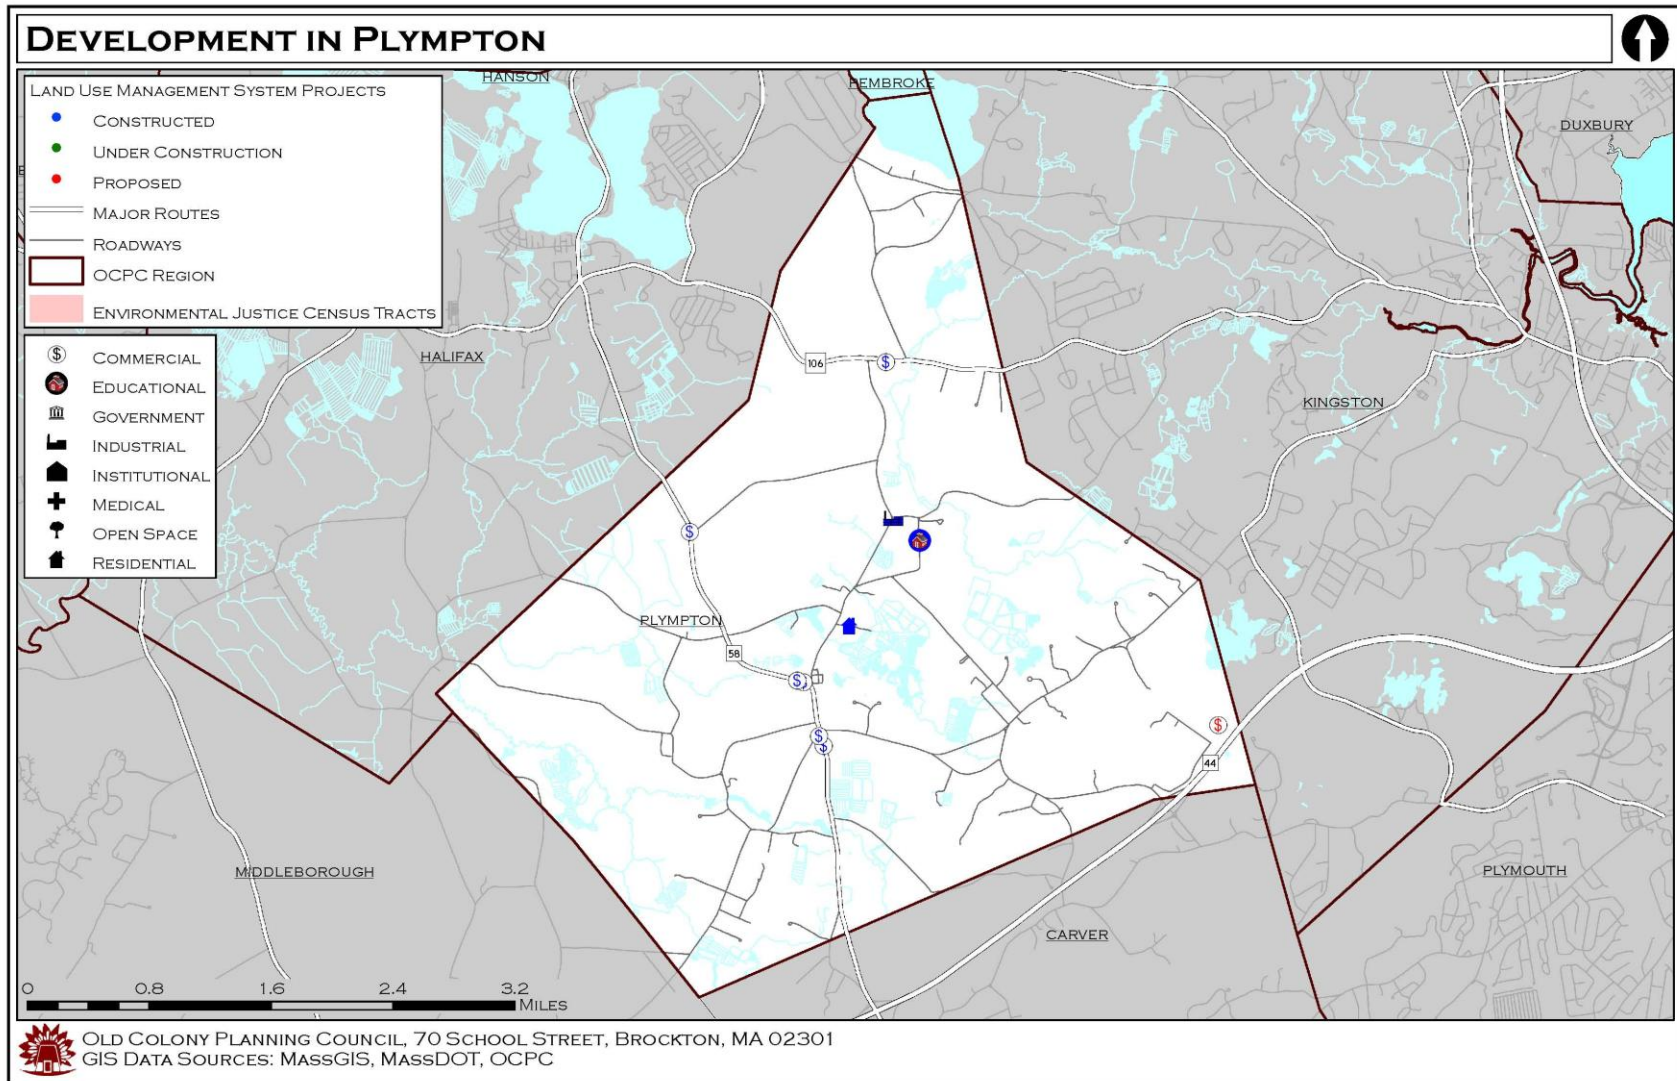 Development in Plympton
Land Use Management System Projects
Constructed
Under Construction
Proposed
Major Routes
Roadways
OCPC Region
Environmental Justice Census Tracts
$ Commercial
Educational
Government
Industrial
Institutional
Medical
Open Space
Residential
Hanson
Pembroke
Duxbury
Halifax
106
$
Kingston
$
Plympton
58
$
$
$
$
44
Middleborough
Plymouth
Carver
0 0.8 1.6 2.4 3.2
Miles
Old Colony Planning Council, 70 School Street, Brockton, MA 02301
GIS Data Sources: MassGIS, MassDOT, OCPC